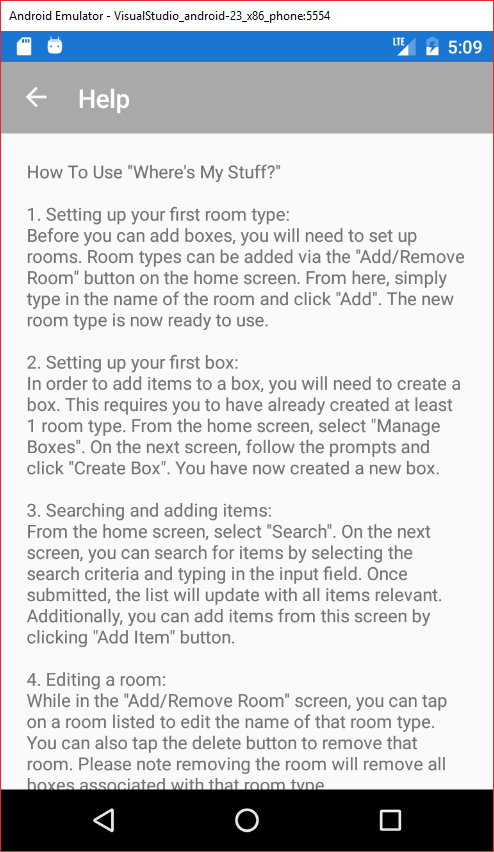 Android Emulator - VisualStudio_android-23_x86_phone:5554
LTE 5:09
Help
How To Use "Where's My Stuff?"
1. Setting up your first room type:
Before you can add boxes, you will need to set up
rooms. Room types can be added via the "Add/Remove
Room" button on the home screen. From here, simply
type in the name of the room and click "Add". The new
room type is now ready to use.
2. Setting up your first box:
In order to add items to a box, you will need to create a
box. This requires you to have already created at least
1 room type. From the home screen, select "Manage
Boxes". On the next screen, follow the prompts and
click "Create Box". You have now created a new box.
3. Searching and adding items:
From the home screen, select "Search". On the next
screen, you can search for items by selecting the
search criteria and typing in the input field. Once
submitted, the list will update with all items relevant.
Additionally, you can add items from this screen by
clicking "Add Item" button.
4. Editing a room:
While in the "Add/Remove Room" screen, you can tap
on a room listed to edit the name of that room type.
You can also tap the delete button to remove that
room. Please note removing the room will remove all
boxes associated with that room type